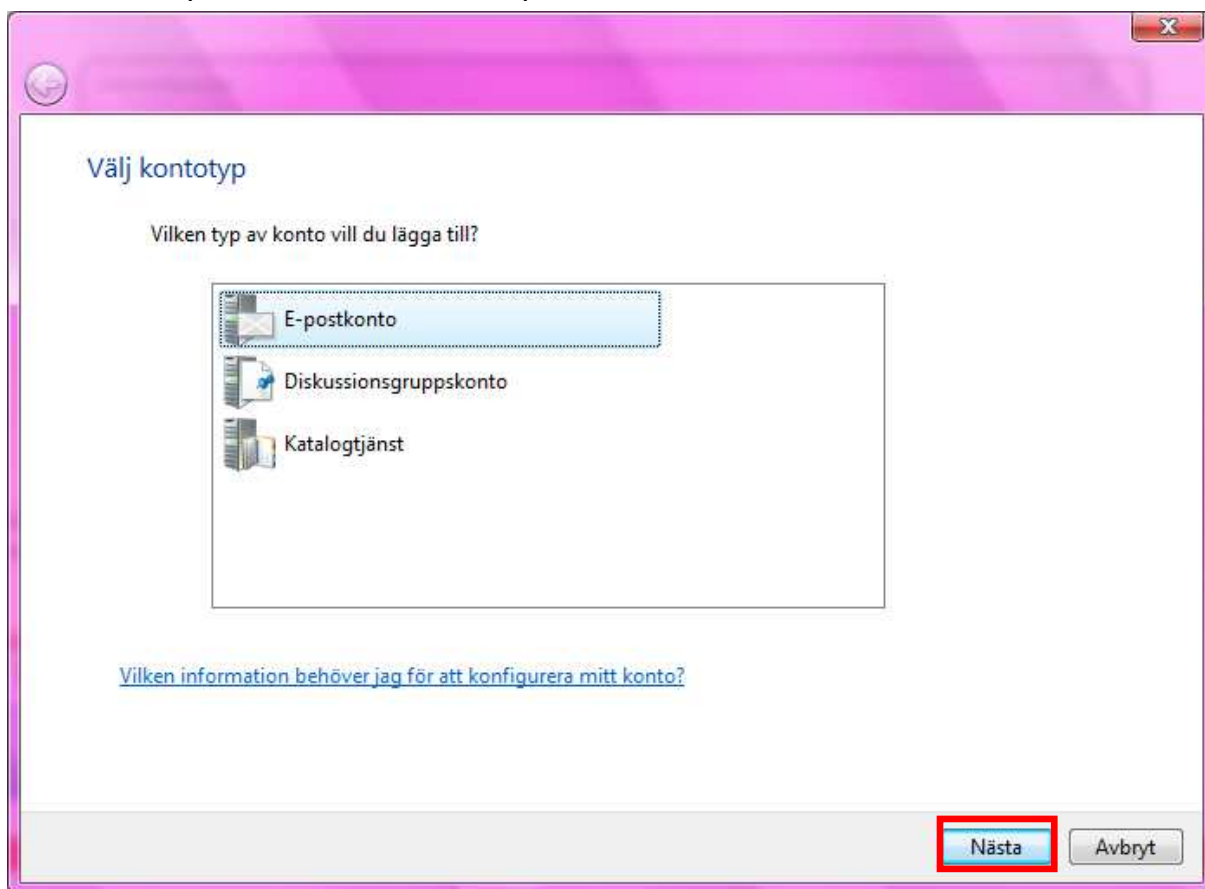 Välj kontotyp
Vilken typ av konto vill du lägga till?
E-postkonto
Diskussionsgruppskonto
Katalogtjänst
Vilken information behöver jag för att konfigurera mitt konto?
Nästa Avbryt